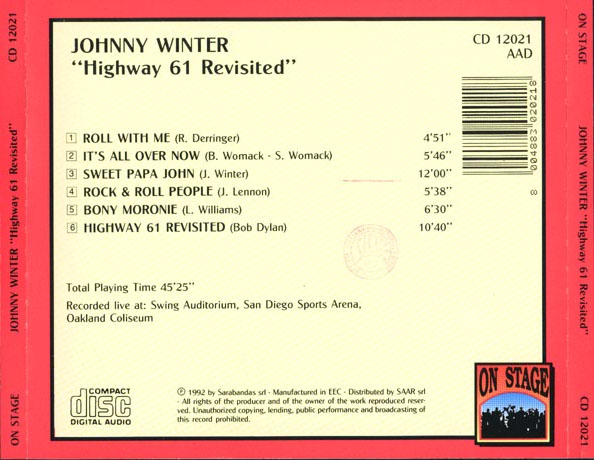 CD 12021
JOHNNY WINTER "Highway 61 Revisited"
ON STAGE
JOHNNY WINTER
"Highway 61 Revisited"
CD 12021
AAD
004883 020218
8
1 ROLL WITH ME (R. Derringer) 4'51"
2 IT'S ALL OVER NOW (B. Womack - S. Womack) 5'46"
3 SWEET PAPA JOHN (J. Winter) 12'00"
4 ROCK & ROLL PEOPLE (J. Lennon) 5'38"
5 BONY MORONIE (L. Williams) 6'30"
6 HIGHWAY 61 REVISITED (Bob Dylan) 10'40"
Total Playing Time 45'25"
Recorded live at: Swing Auditorium, San Diego Sports Arena,
Oakland Coliseum
COMPACT
disc
DIGITAL AUDIO
℗ 1992 by Sarabandas srl - Manufactured in EEC - Distributed by SAAR srl
- All rights of the producer and of the owner of the work reproduced reser-
ved. Unauthorized copying, lending, public performance and broadcasting of
this record prohibited.
ON STAGE
ON STAGE
JOHNNY WINTER "Highway 61 Revisited"
CD 12021